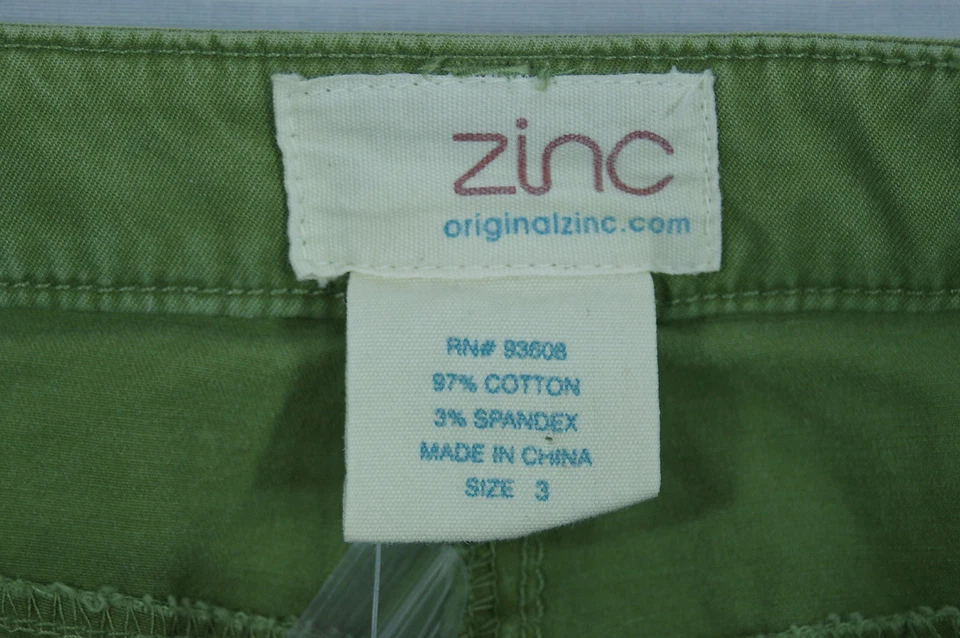 zinc
originalzinc.com
RN# 93608
97% COTTON
3% SPANDEX
MADE IN CHINA
SIZE 3